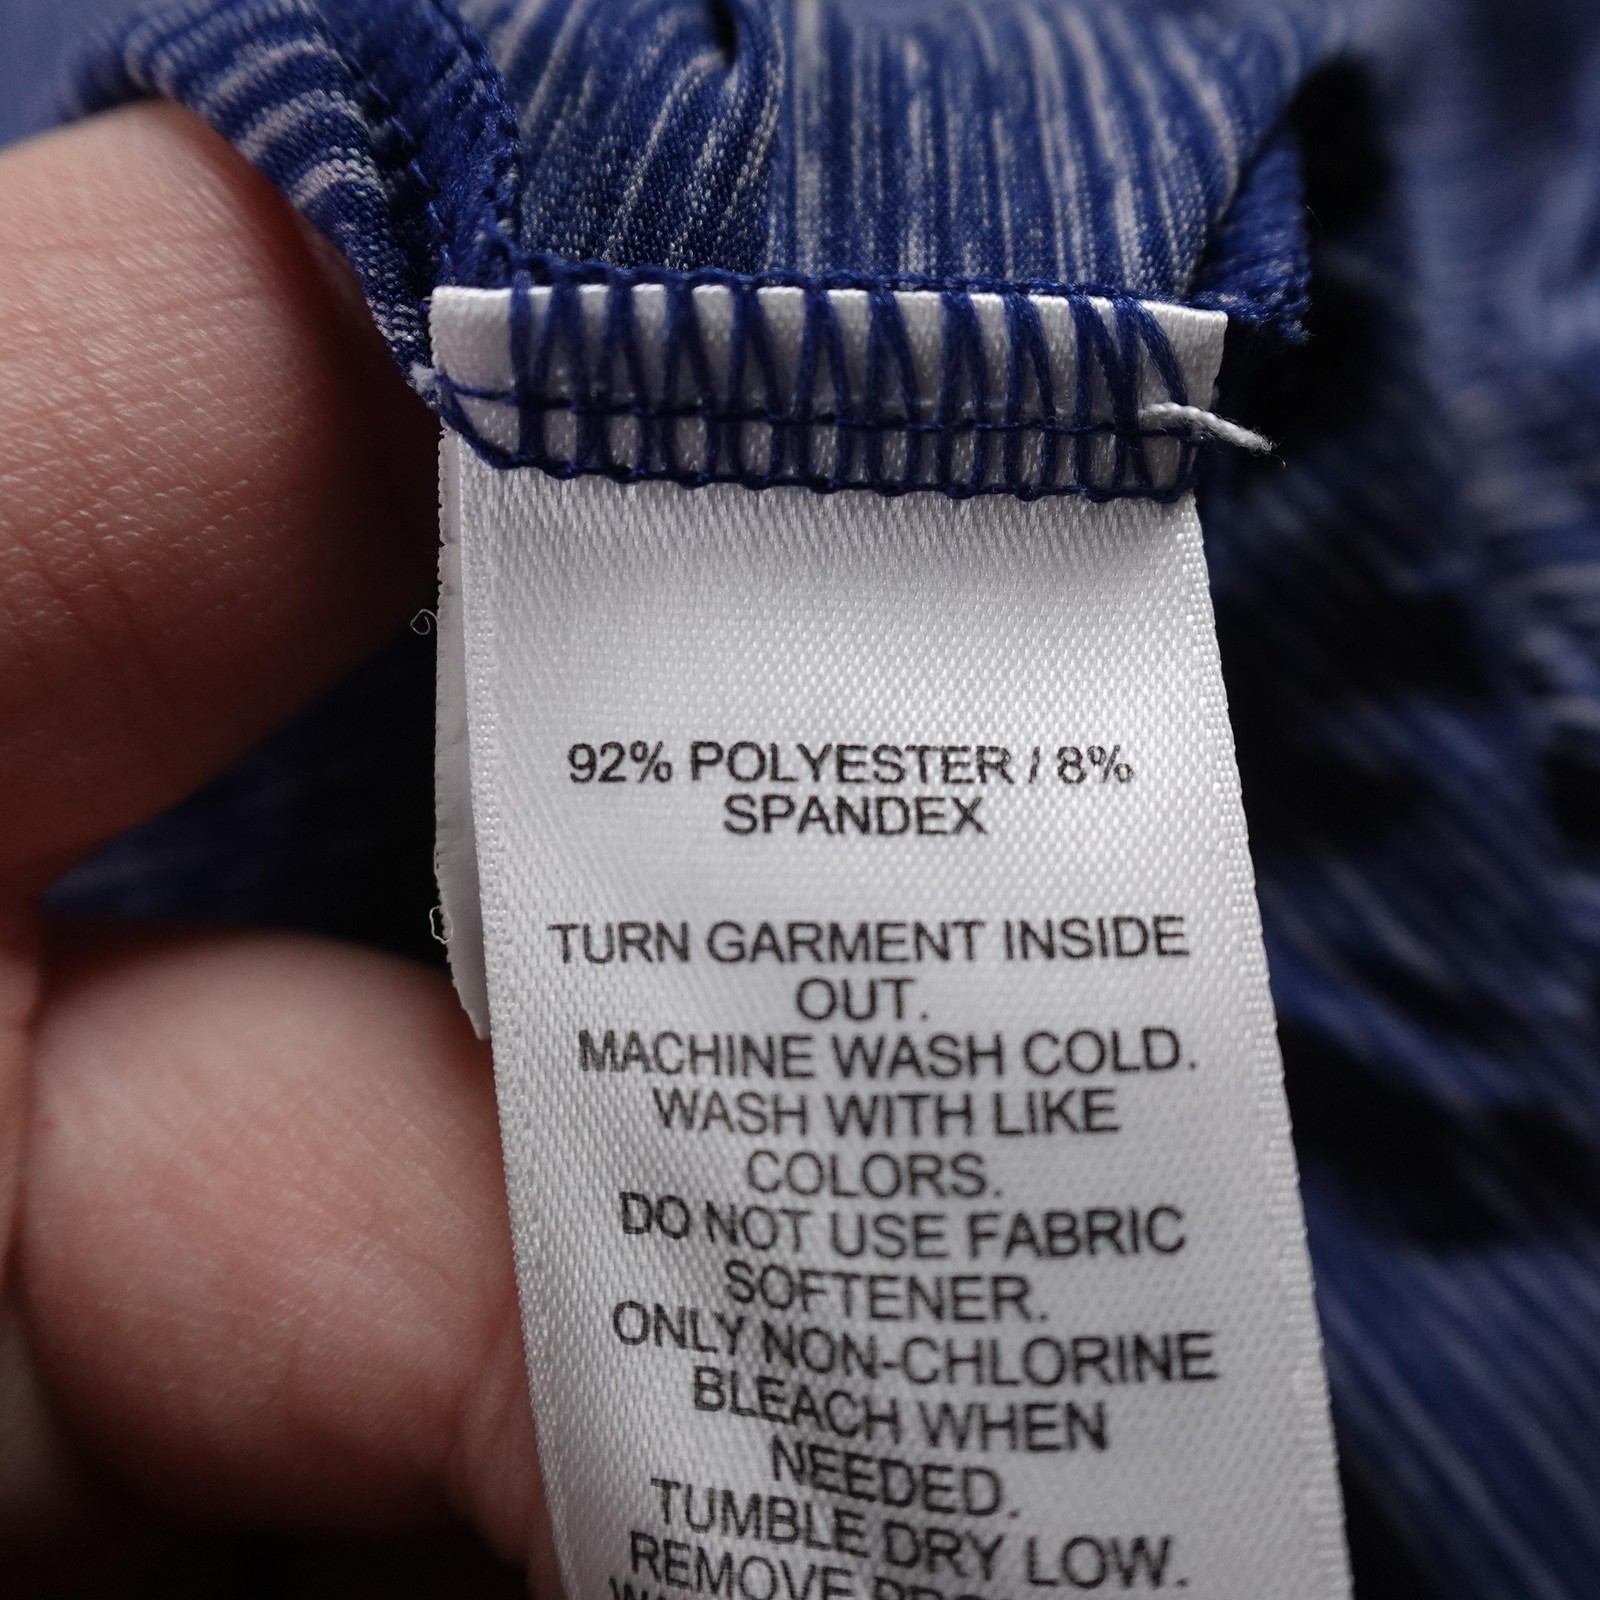 92% POLYESTER / 8%
SPANDEX
TURN GARMENT INSIDE
OUT.
MACHINE WASH COLD.
WASH WITH LIKE
COLORS.
DO NOT USE FABRIC
SOFTENER.
ONLY NON-CHLORINE
BLEACH WHEN
NEEDED.
TUMBLE DRY LOW.
REMOVE